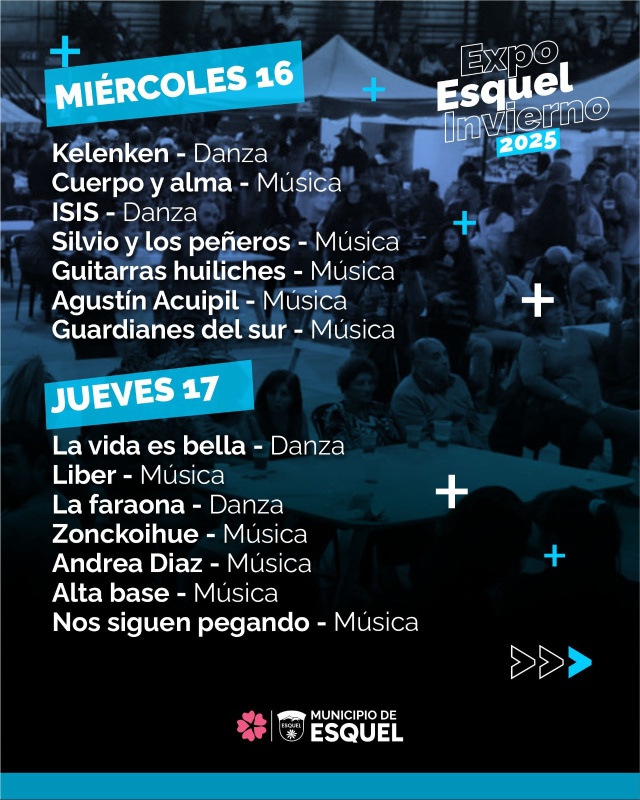 MIÉRCOLES 16
Expo
Esquel
Invierno
2025
Kelenken - Danza
Cuerpo y alma - Música
ISIS - Danza
Silvio y los peñeros - Música
Guitarras huiliches - Música
Agustín Acuipil - Música
Guardianes del sur - Música
JUEVES 17
La vida es bella - Danza
Liber - Música
La faraona - Danza
Zonckoihue - Música
Andrea Diaz - Música
Alta base - Música
Nos siguen pegando - Música
ESQUEL
MUNICIPIO DE
ESQUEL